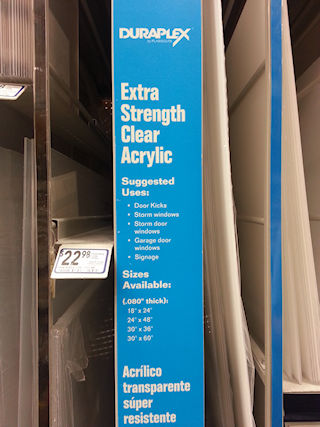 DURAPLEX
Extra
Strength
Clear
Acrylic
Suggested
Uses:
• Door Kicks
• Storm windows
• Storm door
windows
• Garage door
windows
• Signage
Sizes
Available:
(.080" thick):
18" x 24"
24" x 48"
30" x 36"
30" x 60"
Acrílico
transparente
súper
resistente
$22 98